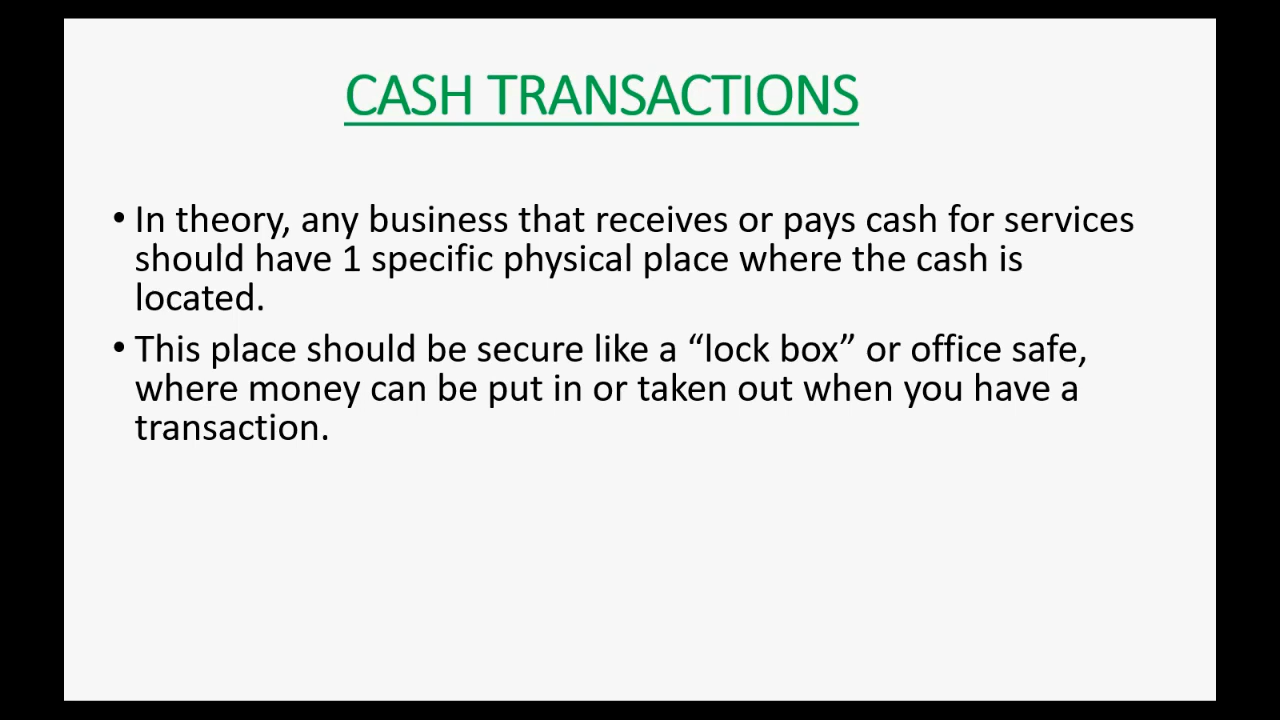 CASH TRANSACTIONS
• In theory, any business that receives or pays cash for services
should have 1 specific physical place where the cash is
located.
• This place should be secure like a “lock box” or office safe,
where money can be put in or taken out when you have a
transaction.